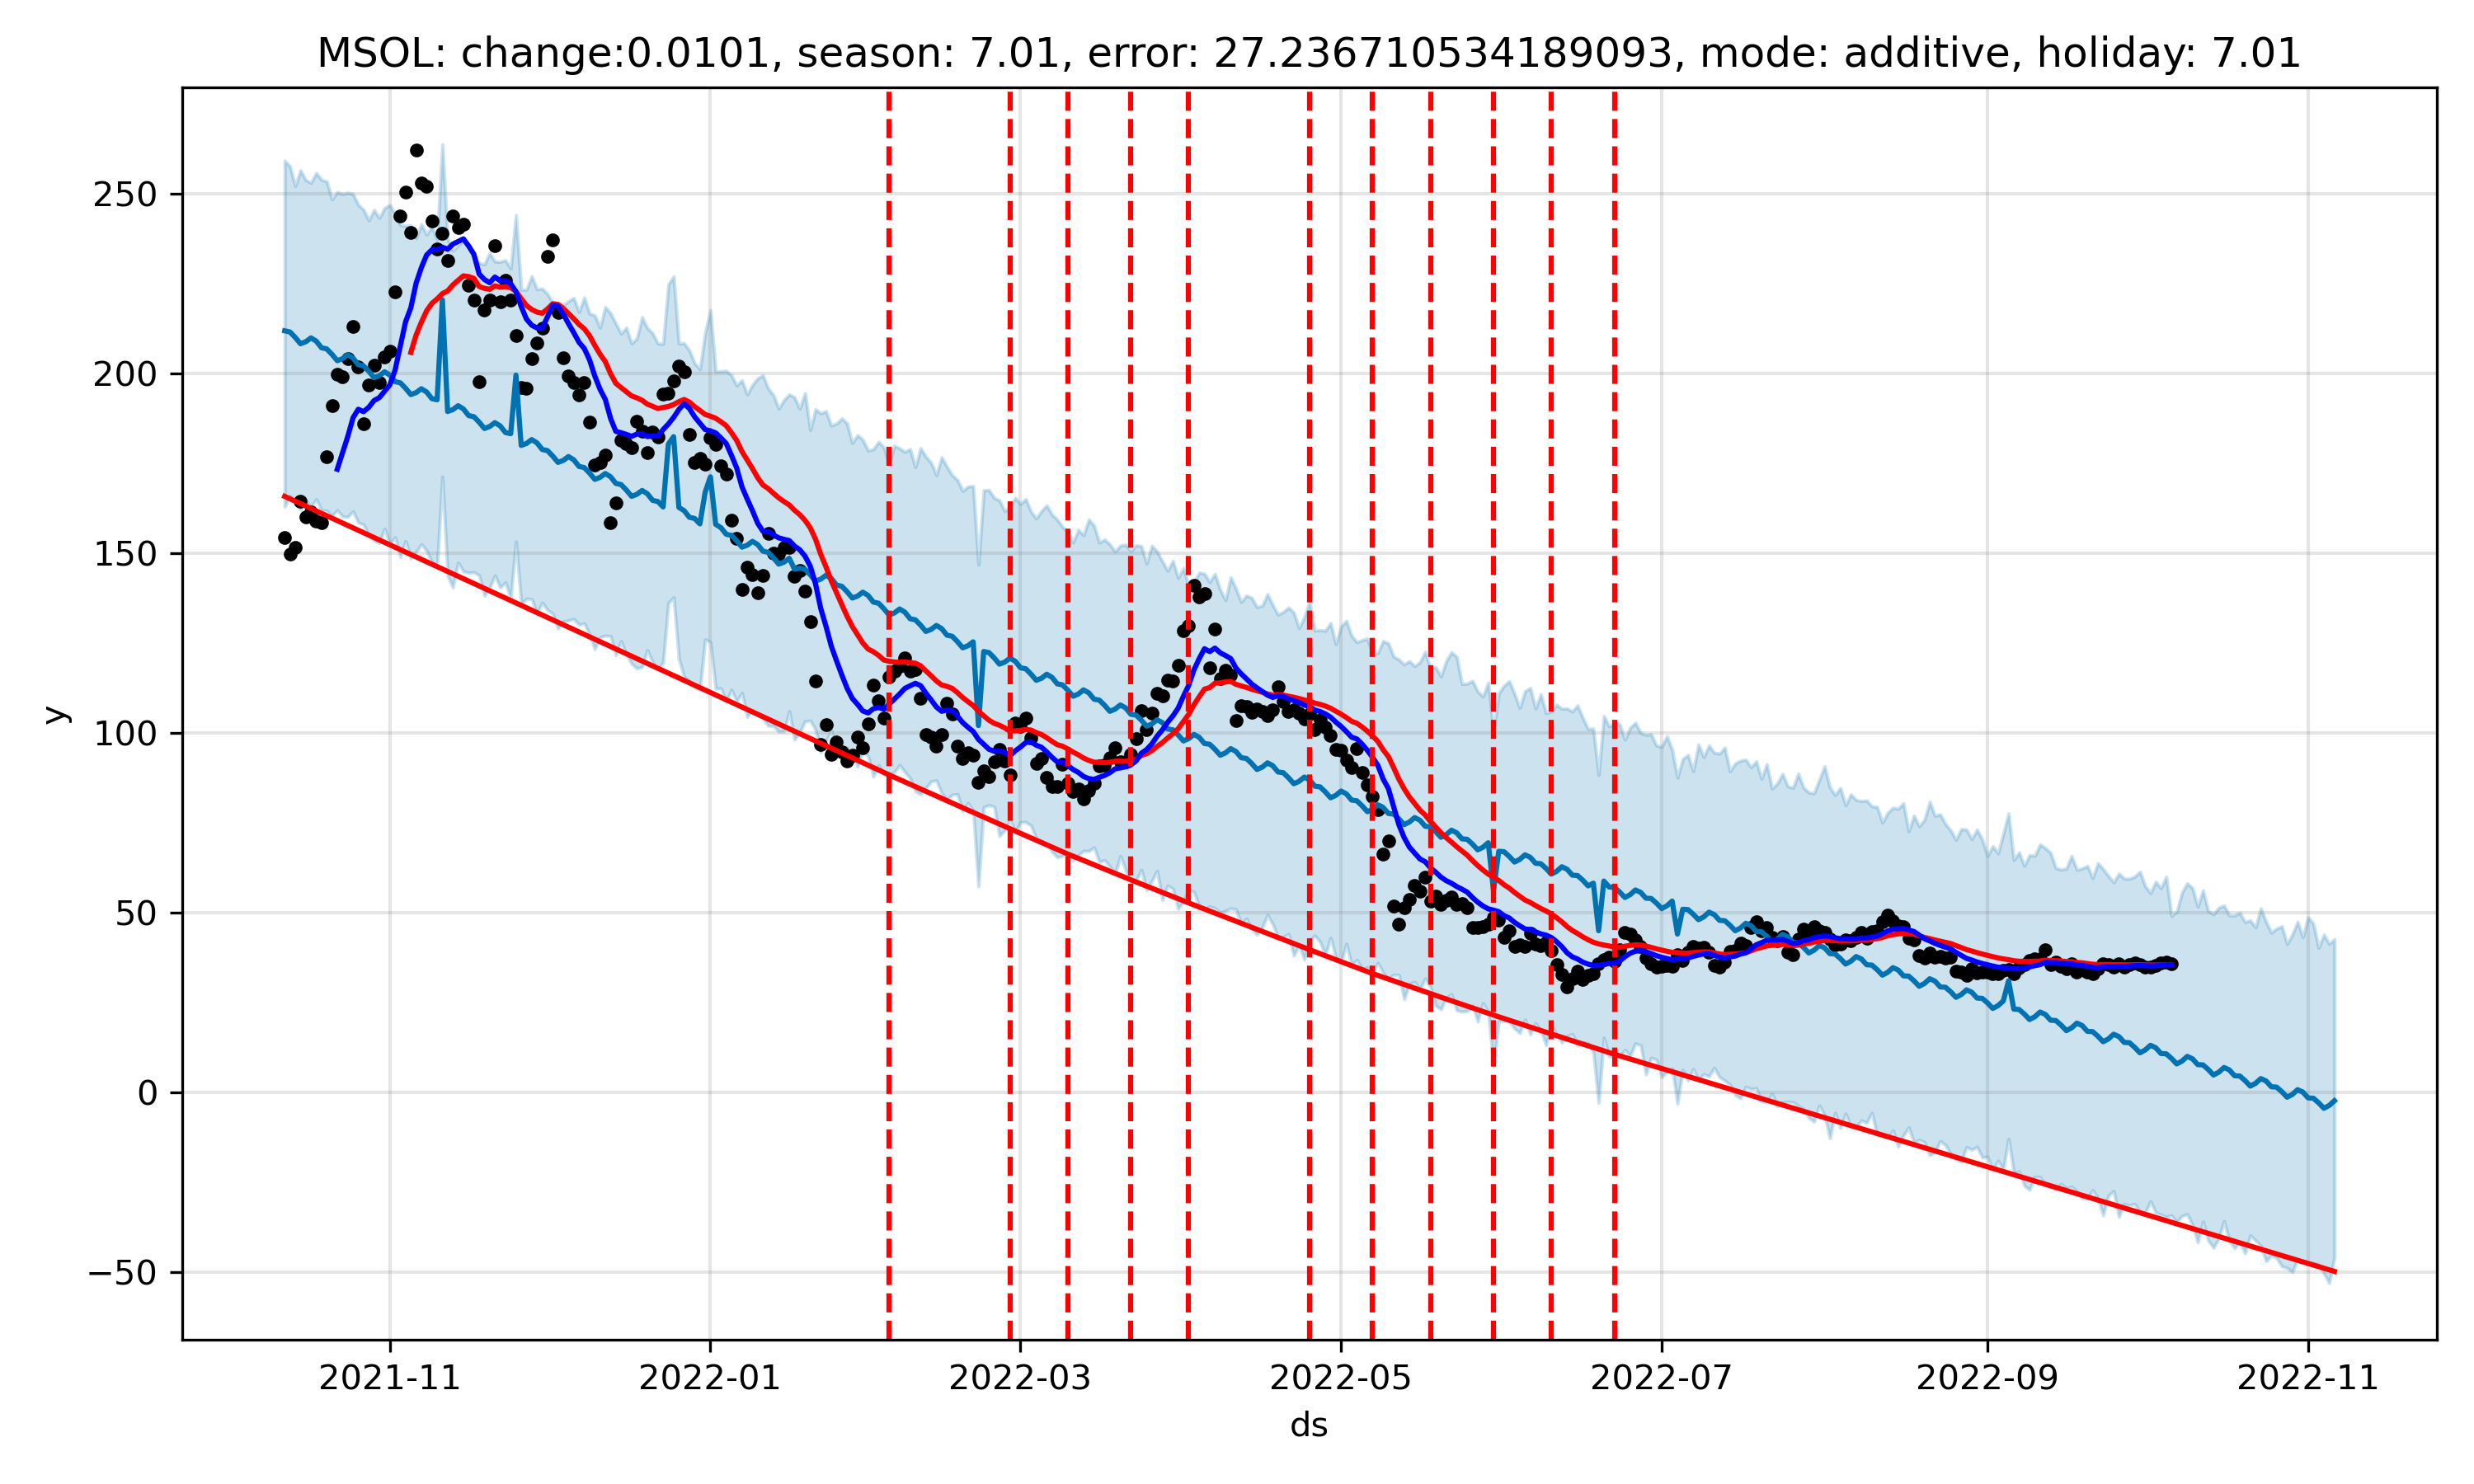 MSOL: change:0.0101, season: 7.01, error: 27.236710534189093, mode: additive, holiday: 7.01
250
200
150
100
50
0
−50
y
2021-11 2022-01 2022-03 2022-05 2022-07 2022-09 2022-11
ds